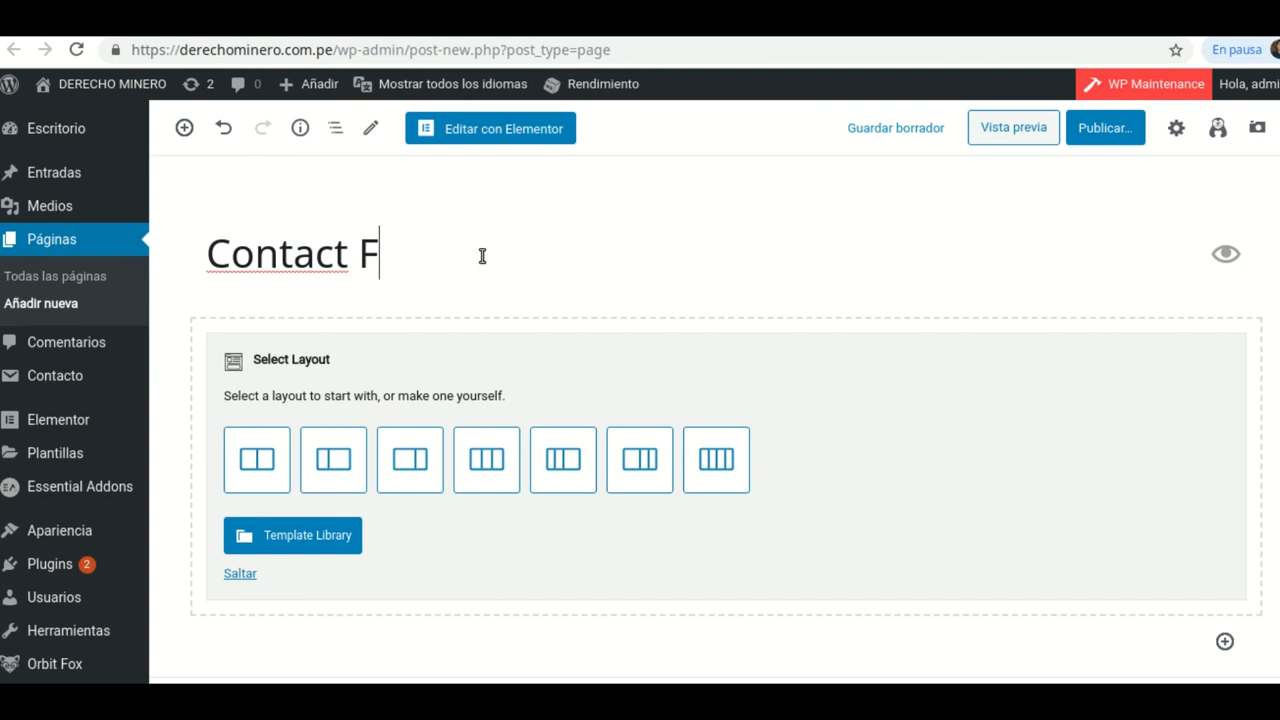 https://derechominero.com.pe/wp-admin/post-new.php?post_type=page
En pausa
DERECHO MINERO 2 0 Añadir Mostrar todos los idiomas Rendimiento WP Maintenance Hola, admi
Escritorio
Entradas
Medios
Páginas
Todas las páginas
Añadir nueva
Comentarios
Contacto
Elementor
Plantillas
Essential Addons
Apariencia
Plugins 2
Usuarios
Herramientas
Orbit Fox
Editar con Elementor
Guardar borrador
Vista previa
Publicar...
Contact F
Select Layout
Select a layout to start with, or make one yourself.
Template Library
Saltar